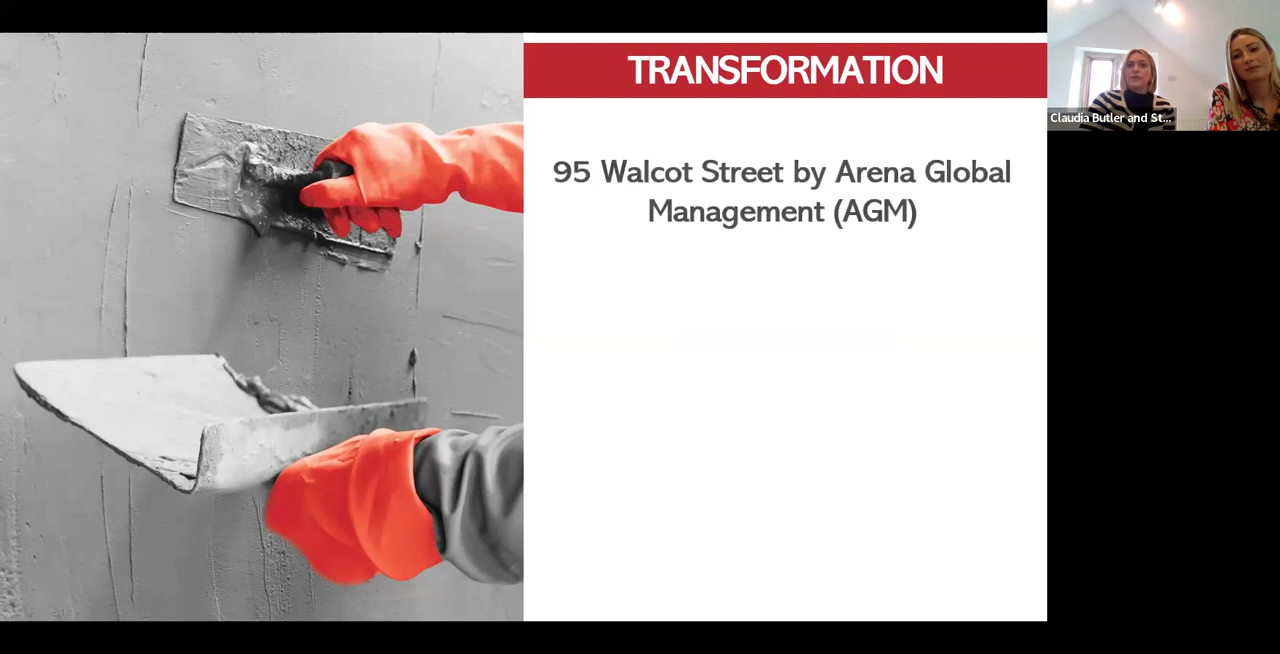 TRANSFORMATION
95 Walcot Street by Arena Global
Management (AGM)
Claudia Butler and St...